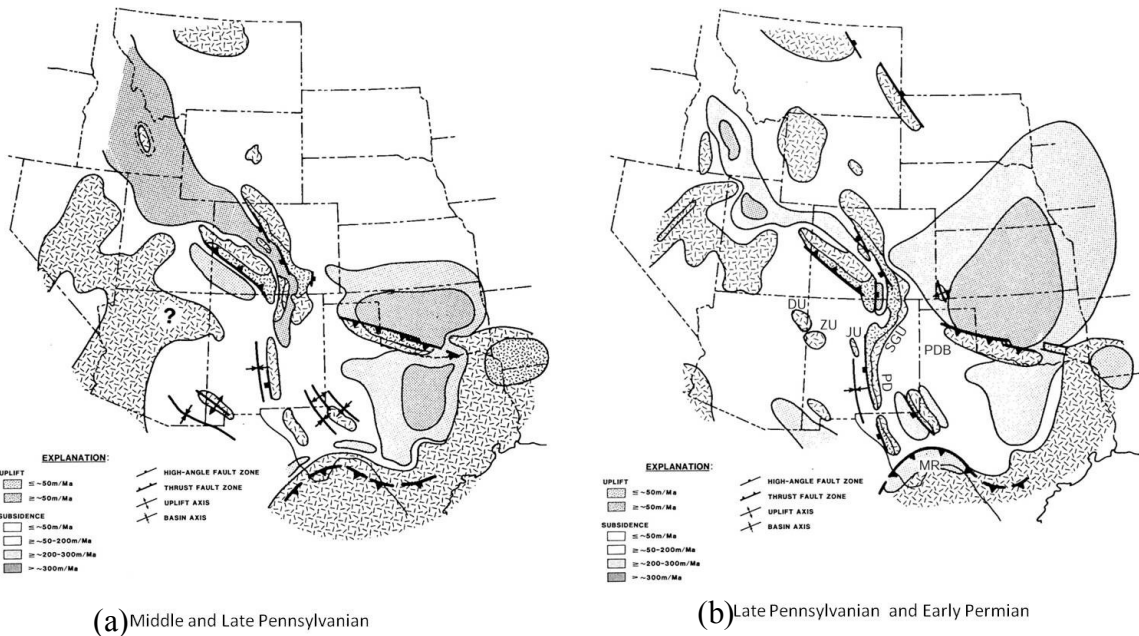 ?
EXPLANATION:
UPLIFT
≤ ~50m/Ma
≥ ~50m/Ma
SUBSIDENCE
≤ ~50m/Ma
≥ ~50-200m/Ma
≥ ~200-300m/Ma
> ~300m/Ma
HIGH-ANGLE FAULT ZONE
THRUST FAULT ZONE
UPLIFT AXIS
BASIN AXIS
(a) Middle and Late Pennsylvanian
DU
ZU
JU
SGU
PDB
PD
MR
EXPLANATION:
UPLIFT
≤ ~50m/Ma
≥ ~50m/Ma
SUBSIDENCE
≤ ~50m/Ma
≥ ~50-200m/Ma
≥ ~200-300m/Ma
> ~300m/Ma
HIGH-ANGLE FAULT ZONE
THRUST FAULT ZONE
UPLIFT AXIS
BASIN AXIS
(b) Late Pennsylvanian and Early Permian